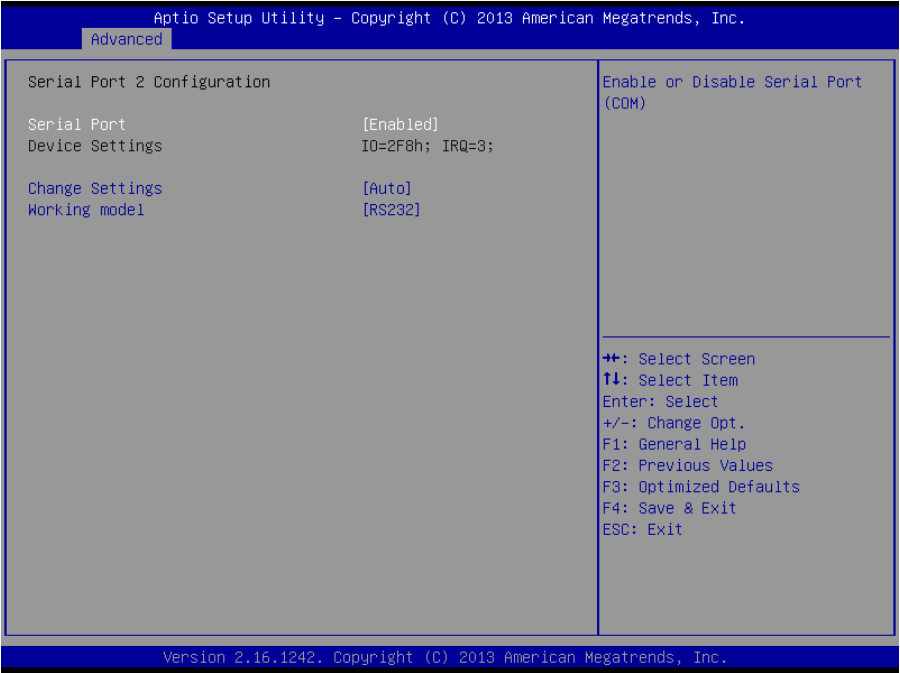 Aptio Setup Utility – Copyright (C) 2013 American Megatrends, Inc.
Advanced
Serial Port 2 Configuration
Serial Port [Enabled]
Device Settings IO=2F8h; IRQ=3;
Change Settings [Auto]
Working model [RS232]
Enable or Disable Serial Port
(COM)
→←: Select Screen
↑↓: Select Item
Enter: Select
+/-: Change Opt.
F1: General Help
F2: Previous Values
F3: Optimized Defaults
F4: Save & Exit
ESC: Exit
Version 2.16.1242. Copyright (C) 2013 American Megatrends, Inc.